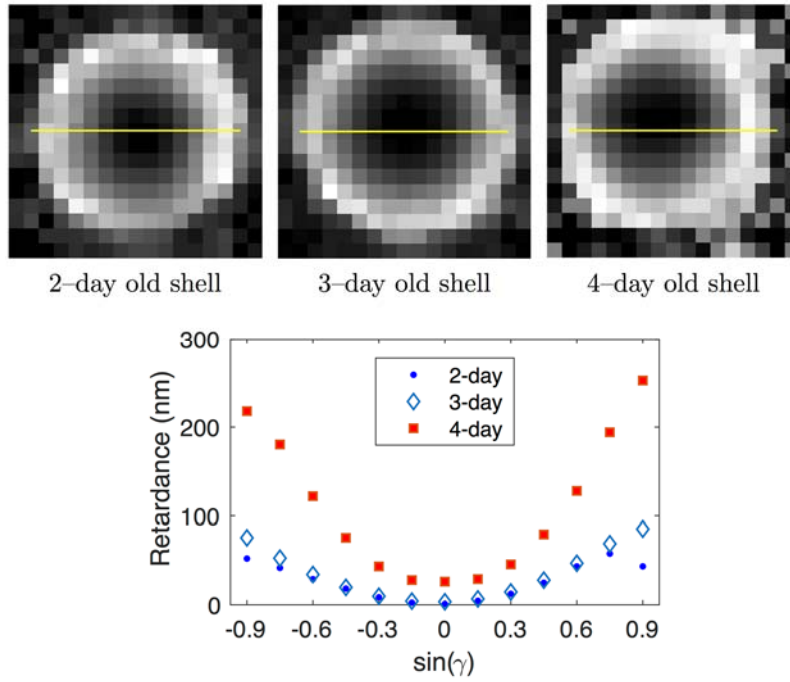 2–day old shell 3–day old shell 4–day old shell
300
2-day
3-day
4-day
200
Retardance (nm)
100
0
-0.9 -0.6 -0.3 0 0.3 0.6 0.9
sin(γ)